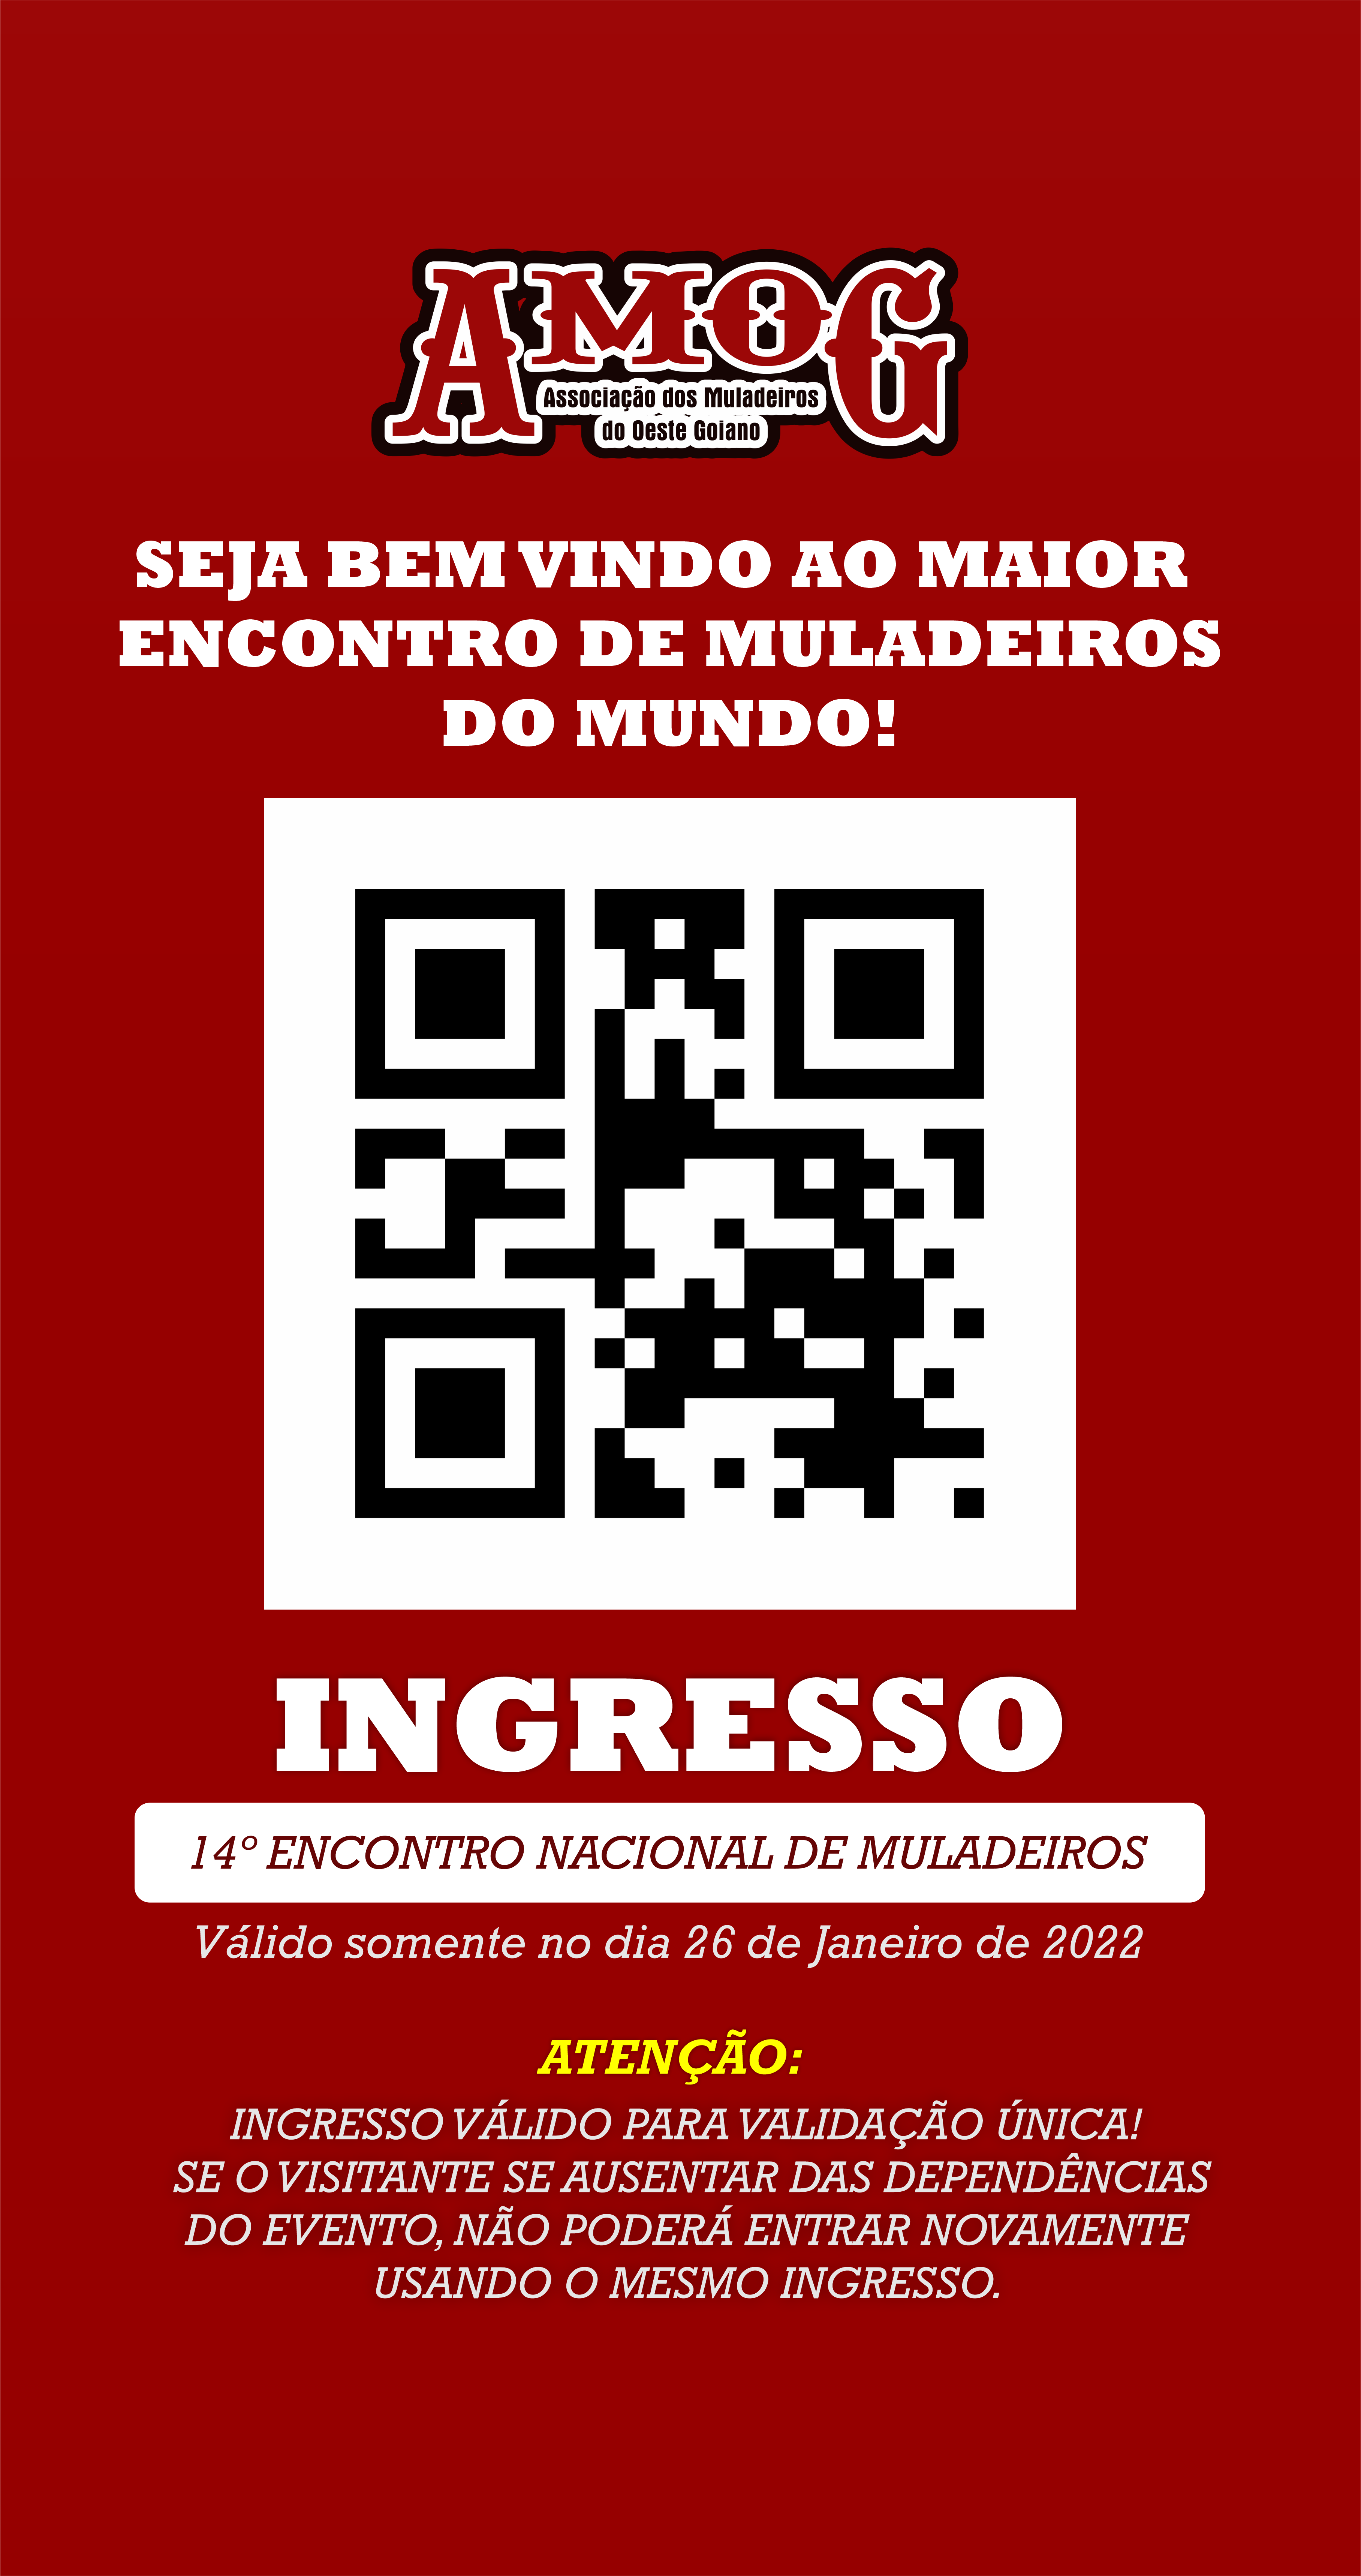 AMOG
Associação dos Muladeiros
do Oeste Goiano
SEJA BEM VINDO AO MAIOR
ENCONTRO DE MULADEIROS
DO MUNDO!
INGRESSO
14º ENCONTRO NACIONAL DE MULADEIROS
Válido somente no dia 26 de Janeiro de 2022
ATENÇÃO:
INGRESSO VÁLIDO PARA VALIDAÇÃO ÚNICA!
SE O VISITANTE SE AUSENTAR DAS DEPENDÊNCIAS
DO EVENTO, NÃO PODERÁ ENTRAR NOVAMENTE
USANDO O MESMO INGRESSO.